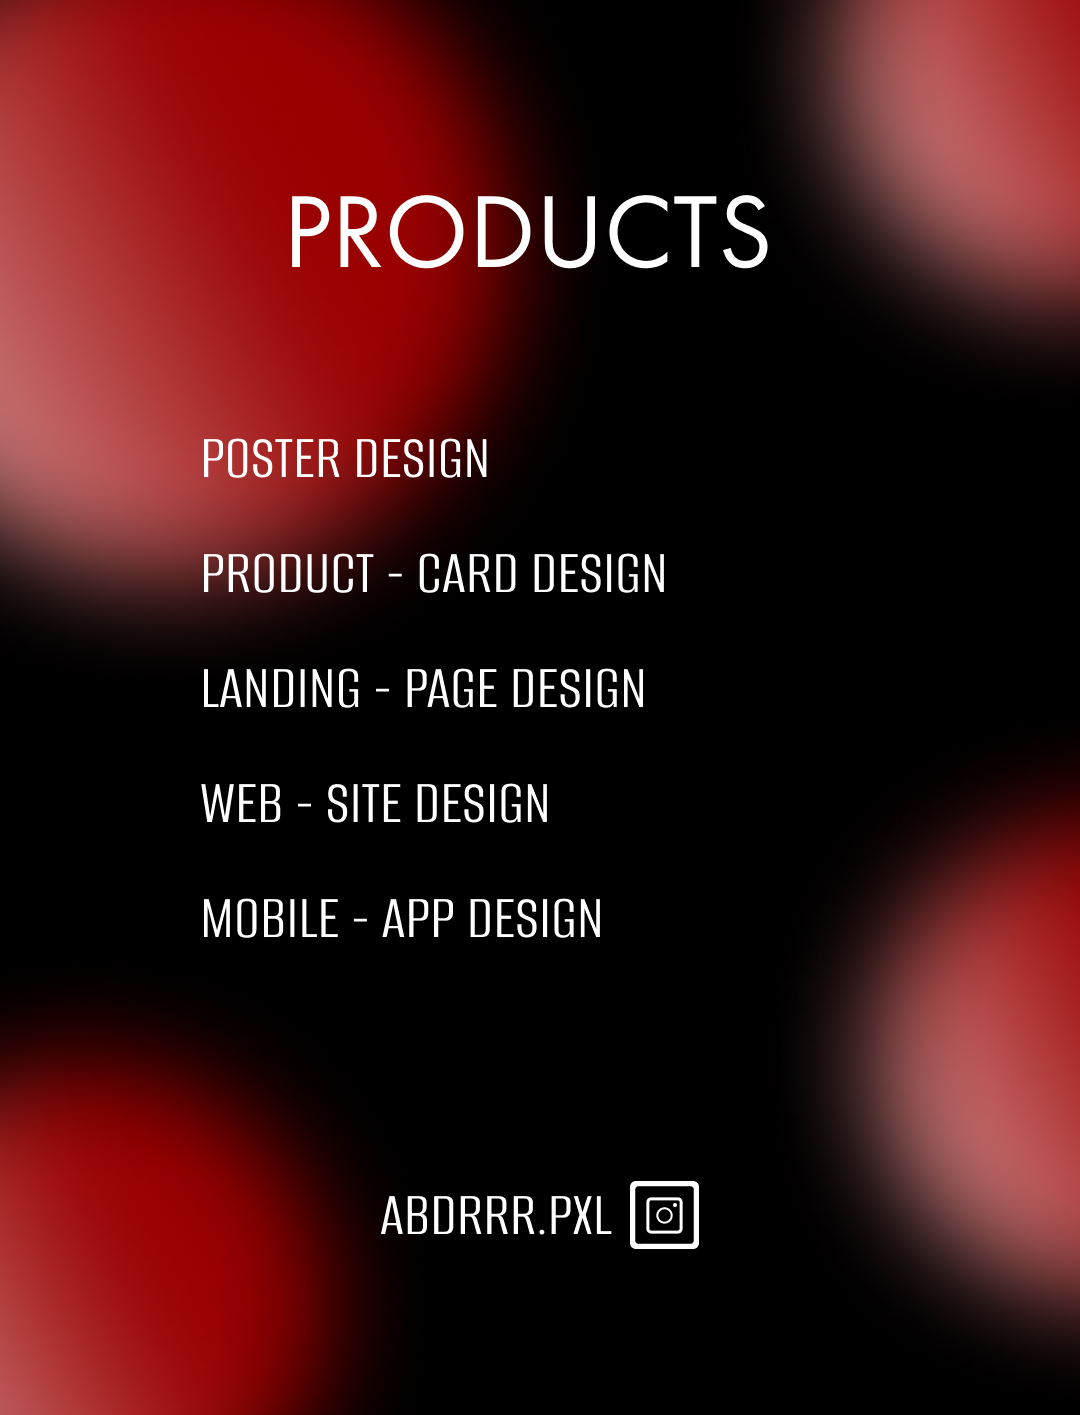 PRODUCTS
POSTER DESIGN
PRODUCT - CARD DESIGN
LANDING - PAGE DESIGN
WEB - SITE DESIGN
MOBILE - APP DESIGN
ABDRRR.PXL